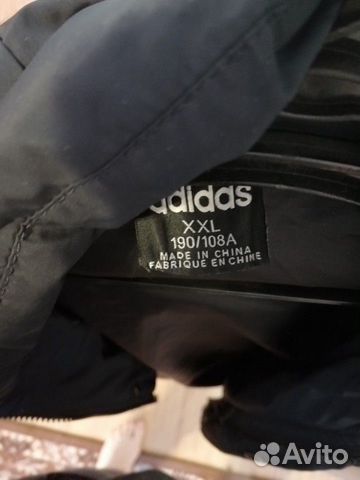 adidas
XXL
190/108A
MADE IN CHINA
FABRIQUE EN CHINE
Avito